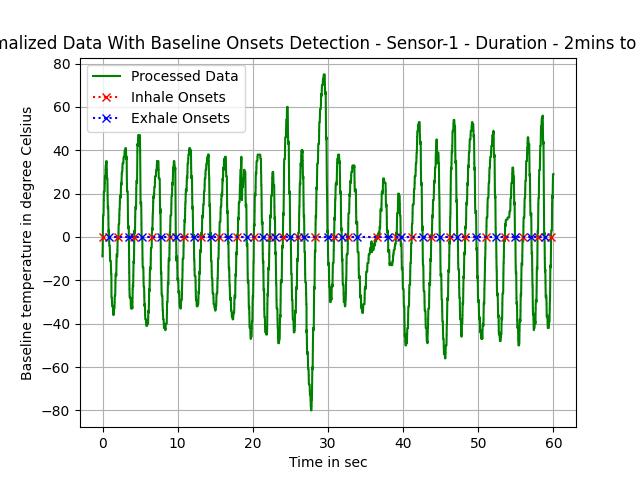 malized Data With Baseline Onsets Detection - Sensor-1 - Duration - 2mins to
Processed Data
Inhale Onsets
Exhale Onsets
Baseline temperature in degree Celsius
80
60
40
20
0
−20
−40
−60
−80
0 10 20 30 40 50 60
Time in sec